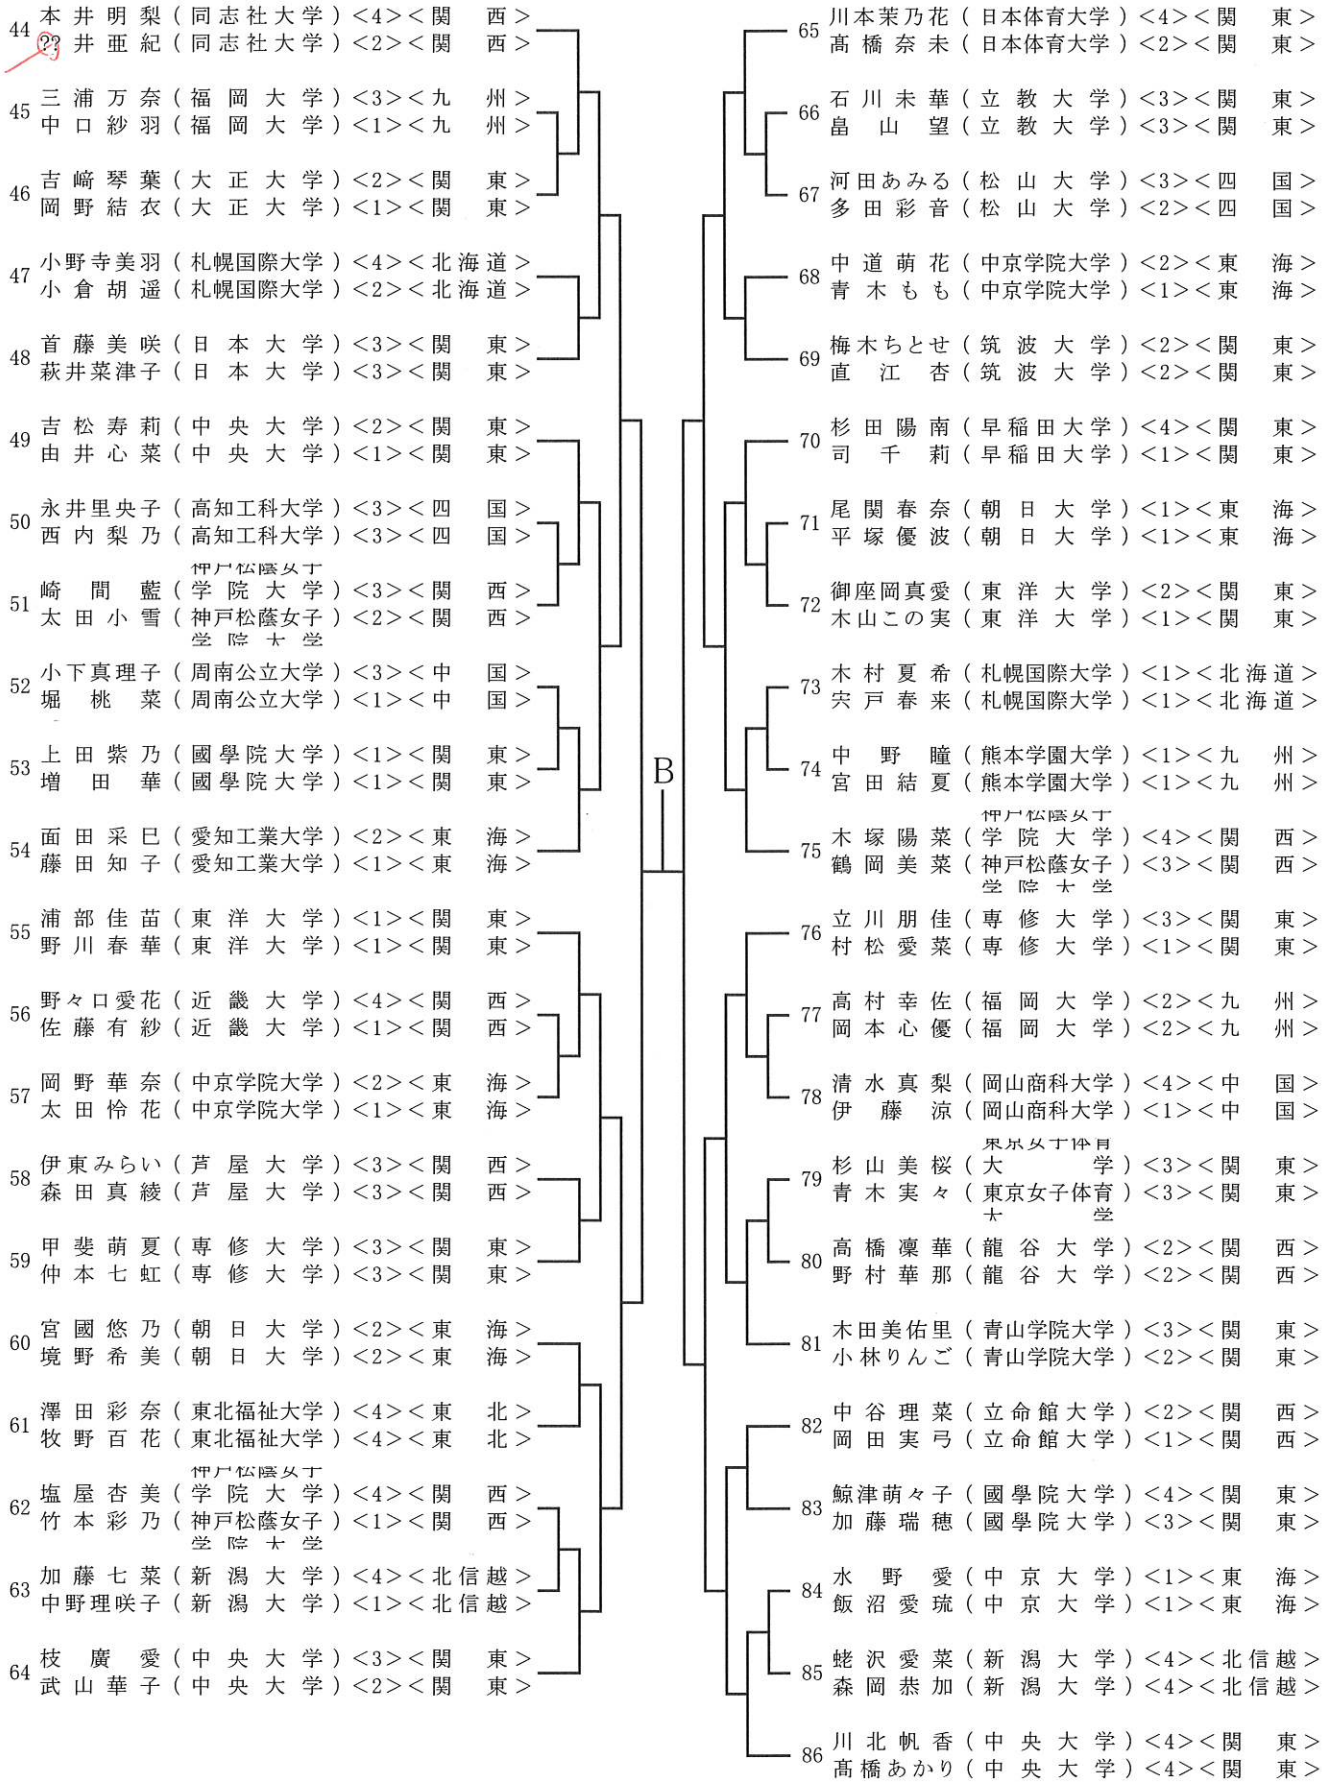 44 本井明梨(同志社大学)<4><関西>
??井亜紀(同志社大学)<2><関西>
45 三浦万奈(福岡大学)<3><九州>
中口紗羽(福岡大学)<1><九州>
46 吉﨑琴葉(大正大学)<2><関東>
岡野結衣(大正大学)<1><関東>
47 小野寺美羽(札幌国際大学)<4><北海道>
小倉胡遥(札幌国際大学)<2><北海道>
48 首藤美咲(日本大学)<3><関東>
萩井菜津子(日本大学)<3><関東>
49 吉松寿莉(中央大学)<2><関東>
由井心菜(中央大学)<1><関東>
50 永井里央子(高知工科大学)<3><四国>
西内梨乃(高知工科大学)<3><四国>
神戸松蔭女子
51 崎間藍(学院大学)<3><関西>
太田小雪(神戸松蔭女子)<2><関西>
学院大学
52 小下真理子(周南公立大学)<3><中国>
堀桃菜(周南公立大学)<1><中国>
53 上田紫乃(國學院大学)<1><関東>
増田華(國學院大学)<1><関東>
54 面田采巳(愛知工業大学)<2><東海>
藤田知子(愛知工業大学)<1><東海>
55 浦部佳苗(東洋大学)<1><関東>
野川春華(東洋大学)<1><関東>
56 野々口愛花(近畿大学)<4><関西>
佐藤有紗(近畿大学)<1><関西>
57 岡野華奈(中京学院大学)<2><東海>
太田怜花(中京学院大学)<1><東海>
58 伊東みらい(芦屋大学)<3><関西>
森田真綾(芦屋大学)<3><関西>
59 甲斐萌夏(専修大学)<3><関東>
仲本七虹(専修大学)<3><関東>
60 宮國悠乃(朝日大学)<2><東海>
境野希美(朝日大学)<2><東海>
61 澤田彩奈(東北福祉大学)<4><東北>
牧野百花(東北福祉大学)<4><東北>
神戸松蔭女子
62 塩屋杏美(学院大学)<4><関西>
竹本彩乃(神戸松蔭女子)<1><関西>
学院大学
63 加藤七菜(新潟大学)<4><北信越>
中野理咲子(新潟大学)<1><北信越>
64 枝廣愛(中央大学)<3><関東>
武山華子(中央大学)<2><関東>
B
65 川本茉乃花(日本体育大学)<4><関東>
髙橋奈未(日本体育大学)<2><関東>
66 石川未華(立教大学)<3><関東>
畠山望(立教大学)<3><関東>
67 河田あみる(松山大学)<3><四国>
多田彩音(松山大学)<2><四国>
68 中道萌花(中京学院大学)<2><東海>
青木もも(中京学院大学)<1><東海>
69 梅木ちとせ(筑波大学)<2><関東>
直江杏(筑波大学)<2><関東>
70 杉田陽南(早稲田大学)<4><関東>
司千莉(早稲田大学)<1><関東>
71 尾関春奈(朝日大学)<1><東海>
平塚優波(朝日大学)<1><東海>
72 御座岡真愛(東洋大学)<2><関東>
木山この実(東洋大学)<1><関東>
73 木村夏希(札幌国際大学)<1><北海道>
宍戸春来(札幌国際大学)<1><北海道>
74 中野瞳(熊本学園大学)<1><九州>
宮田結夏(熊本学園大学)<1><九州>
神戸松蔭女子
75 木塚陽菜(学院大学)<4><関西>
鶴岡美菜(神戸松蔭女子)<3><関西>
学院大学
76 立川朋佳(専修大学)<3><関東>
村松愛菜(専修大学)<1><関東>
77 高村幸佐(福岡大学)<2><九州>
岡本心優(福岡大学)<2><九州>
78 清水真梨(岡山商科大学)<4><中国>
伊藤涼(岡山商科大学)<1><中国>
東京女子体育
79 杉山美桜(大学)<3><関東>
青木実々(東京女子体育)<3><関東>
大学
80 高橋凜華(龍谷大学)<2><関西>
野村華那(龍谷大学)<2><関西>
81 木田美佑里(青山学院大学)<3><関東>
小林りんご(青山学院大学)<2><関東>
82 中谷理菜(立命館大学)<2><関西>
岡田実弓(立命館大学)<1><関西>
83 鯨津萌々子(國學院大学)<4><関東>
加藤瑞穂(國學院大学)<3><関東>
84 水野愛(中京大学)<1><東海>
飯沼愛琉(中京大学)<1><東海>
85 蛯沢愛菜(新潟大学)<4><北信越>
森岡恭加(新潟大学)<4><北信越>
86 川北帆香(中央大学)<4><関東>
髙橋あかり(中央大学)<4><関東>